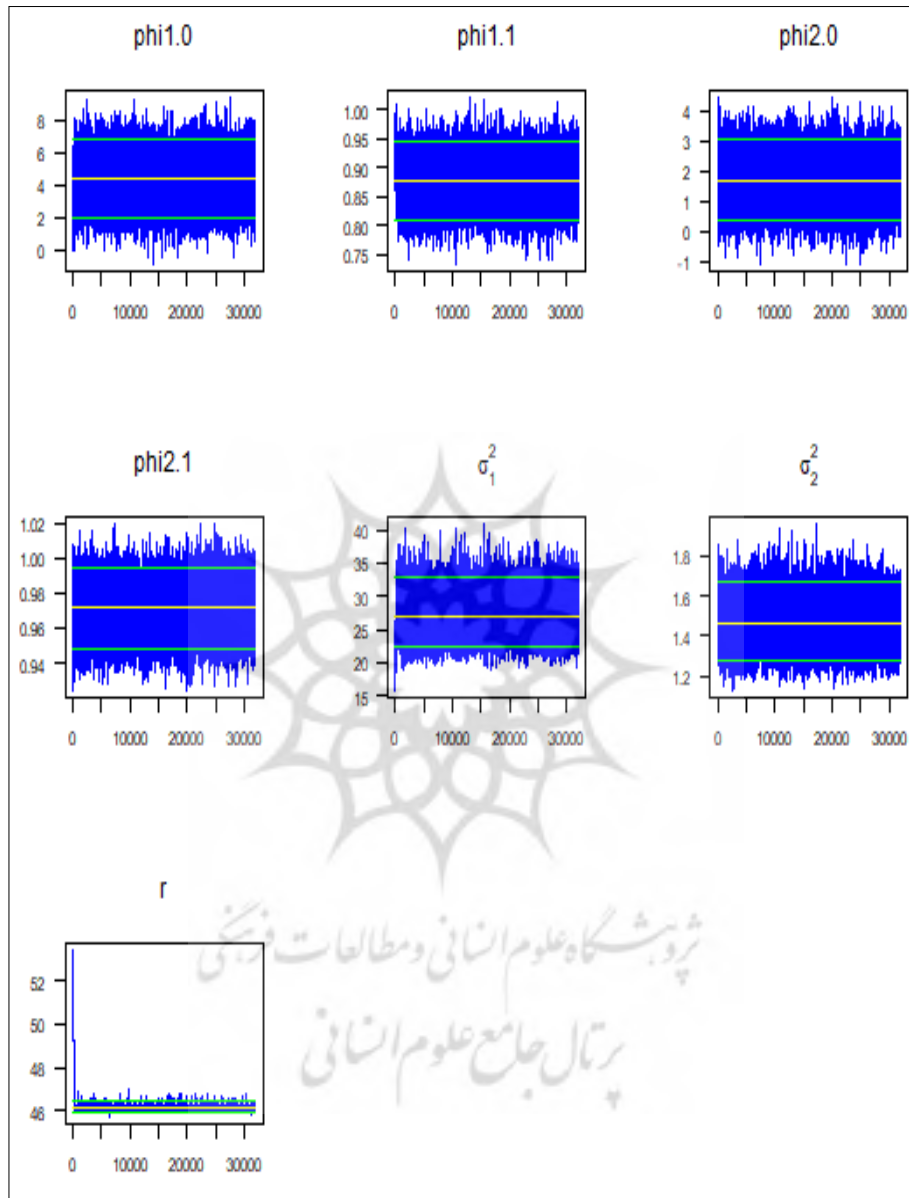 phi1.0 phi1.1 phi2.0
8 6 4 2 0
1.00 0.95 0.90 0.85 0.80 0.75
4 3 2 1 0 -1
0 10000 20000 30000 0 10000 20000 30000 0 10000 20000 30000
phi2.1 σ₁² σ₂²
1.02 1.00 0.98 0.96 0.94
40 35 30 25 20 15
1.8 1.6 1.4 1.2
0 10000 20000 30000 0 10000 20000 30000 0 10000 20000 30000
r
52 50 48 46
0 10000 20000 30000
پژوهشگاه علوم انسانی و مطالعات فرهنگی
پرتال جامع علوم انسانی